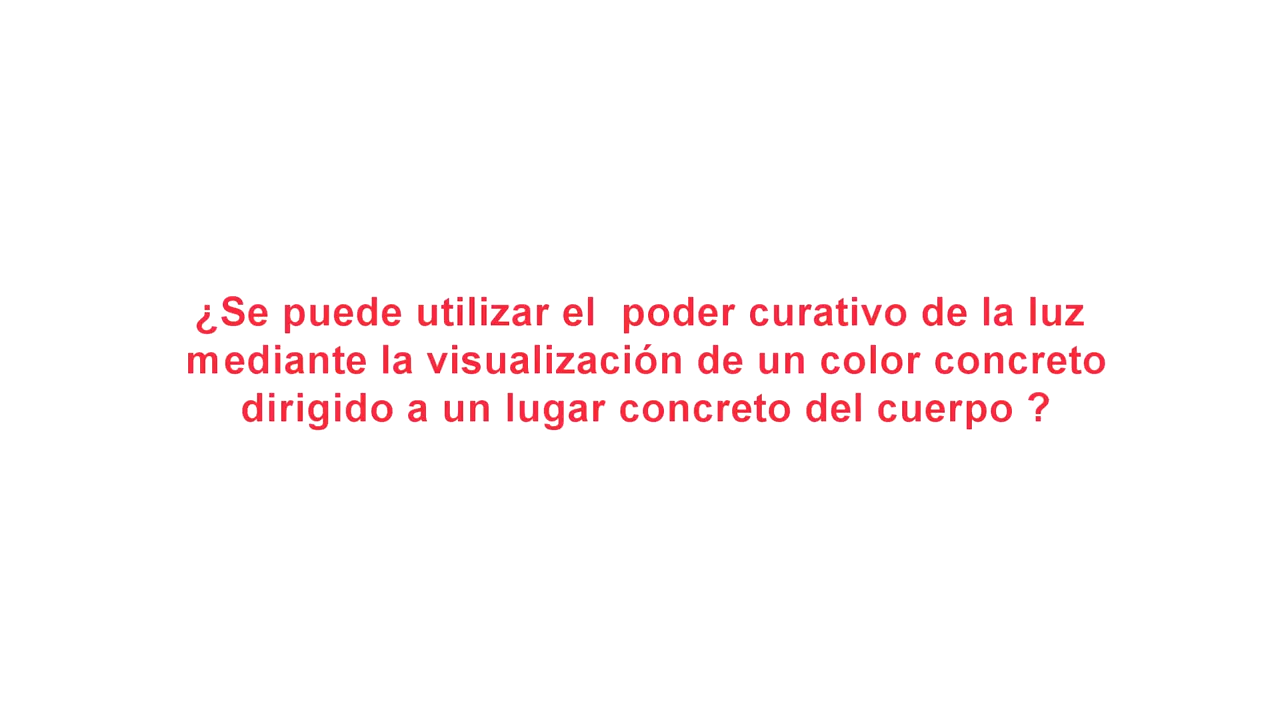 ¿Se puede utilizar el  poder curativo de la luz
mediante la visualización de un color concreto
dirigido a un lugar concreto del cuerpo ?